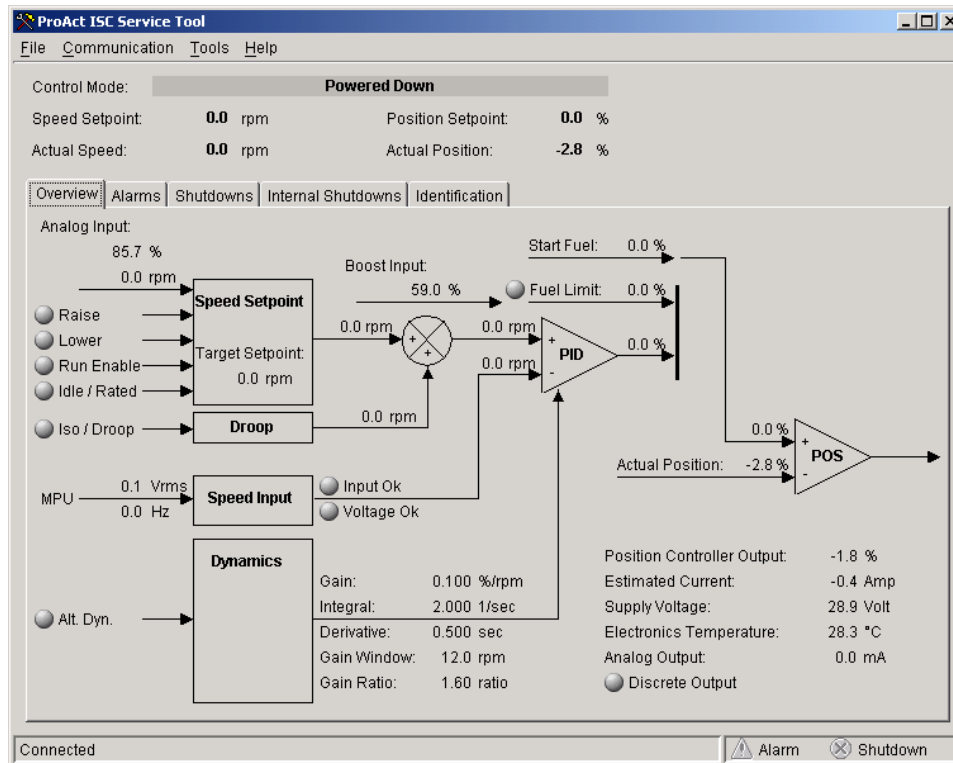 ProAct ISC Service Tool
File Communication Tools Help
Control Mode: Powered Down
Speed Setpoint: 0.0 rpm Position Setpoint: 0.0 %
Actual Speed: 0.0 rpm Actual Position: -2.8 %
Overview Alarms Shutdowns Internal Shutdowns Identification
Analog Input:
85.7 %
0.0 rpm
Raise
Lower
Run Enable
Idle / Rated
Speed Setpoint
Target Setpoint:
0.0 rpm
Iso / Droop
Droop
0.0 rpm
0.0 rpm
Boost Input:
59.0 %
+
+
0.0 rpm
0.0 rpm
Start Fuel: 0.0 %
Fuel Limit: 0.0 %
+
PID
-
0.0 %
0.0 %
Actual Position: -2.8 %
+
POS
-
MPU
0.1 Vrms
0.0 Hz
Speed Input
Input Ok
Voltage Ok
Alt. Dyn.
Dynamics
Gain: 0.100 %/rpm
Integral: 2.000 1/sec
Derivative: 0.500 sec
Gain Window: 12.0 rpm
Gain Ratio: 1.60 ratio
Position Controller Output: -1.8 %
Estimated Current: -0.4 Amp
Supply Voltage: 28.9 Volt
Electronics Temperature: 28.3 °C
Analog Output: 0.0 mA
Discrete Output
Connected
Alarm Shutdown